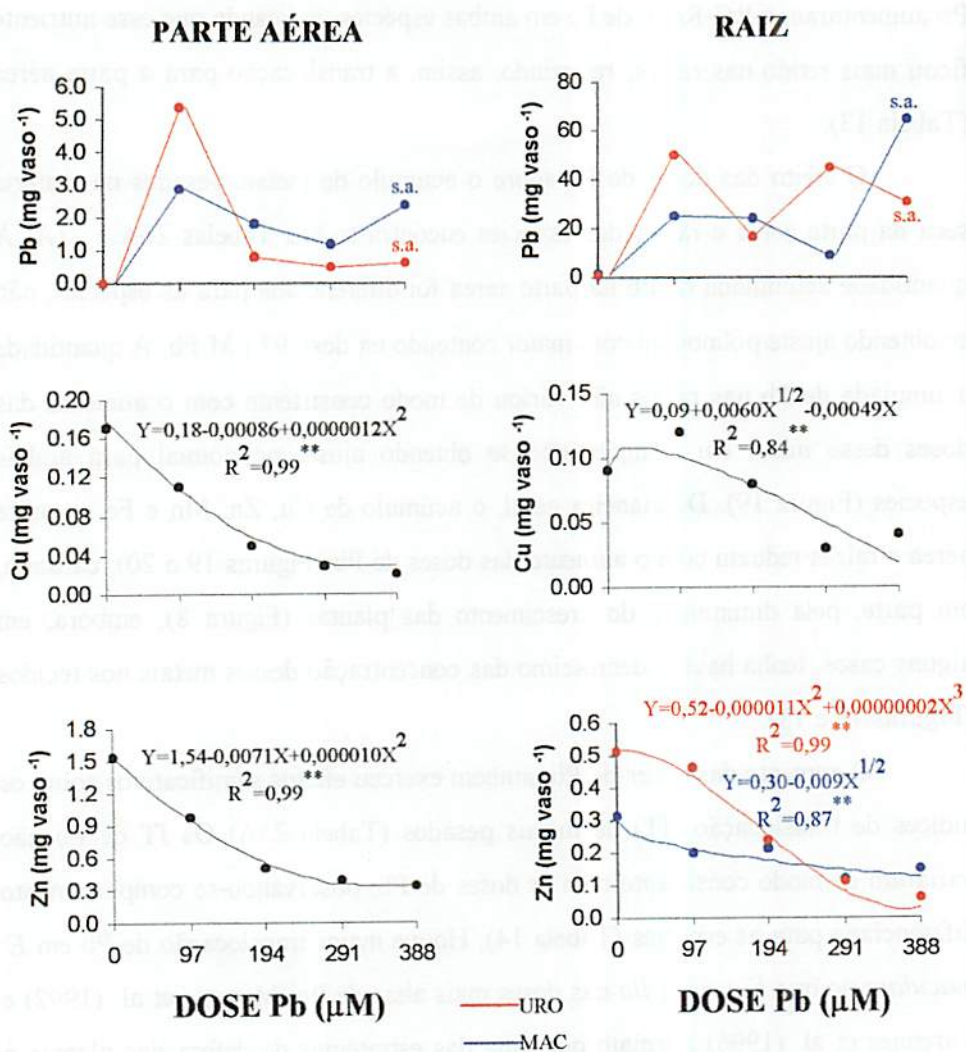 PARTE AÉREA
RAIZ
Pb (mg vaso -1)
6.0
5.0
4.0
3.0
2.0
1.0
0.0
s.a.
s.a.
Pb (mg vaso -1)
80
60
40
20
0
s.a.
s.a.
Cu (mg vaso -1)
0.20
0.16
0.12
0.08
0.04
0.00
Y=0,18-0,00086+0,0000012X2
R2=0,99**
Cu (mg vaso -1)
0.15
0.10
0.05
0.00
Y=0,09+0,0060X1/2-0,00049X
R2=0,84**
Zn (mg vaso -1)
1.8
1.5
1.2
0.9
0.6
0.3
0.0
Y=1,54-0,0071X+0,000010X2
R2=0,99**
0 97 194 291 388
DOSE Pb (µM)
Zn (mg vaso -1)
0.6
0.5
0.4
0.3
0.2
0.1
0.0
Y=0,52-0,000011X2+0,00000002X3
R2=0,99**
Y=0,30-0,009X1/2
R2=0,87**
0 97 194 291 388
DOSE Pb (µM)
URO
MAC